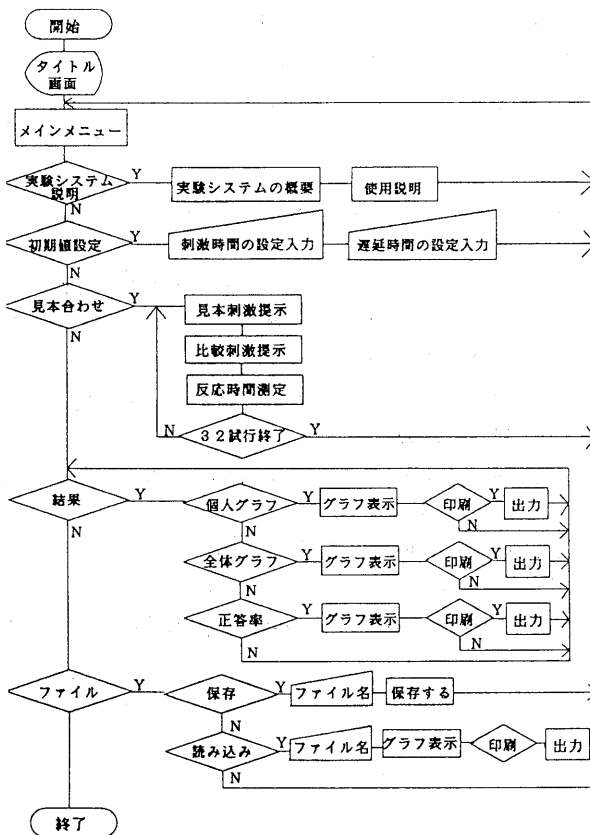 開始
タイトル
画面
メインメニュー
実験システム
説明
Y
実験システムの概要
使用説明
N
初期値設定
Y
刺激時間の設定入力
遅延時間の設定入力
N
見本合わせ
Y
見本刺激提示
N
比較刺激提示
反応時間測定
N
32試行終了
Y
結果
Y
個人グラフ
Y
グラフ表示
印刷
Y
出力
N
N
N
全体グラフ
Y
グラフ表示
印刷
Y
出力
N
N
正答率
Y
グラフ表示
印刷
Y
出力
N
N
ファイル
Y
保存
Y
ファイル名
保存する
N
N
読み込み
Y
ファイル名
グラフ表示
印刷
出力
N
終了